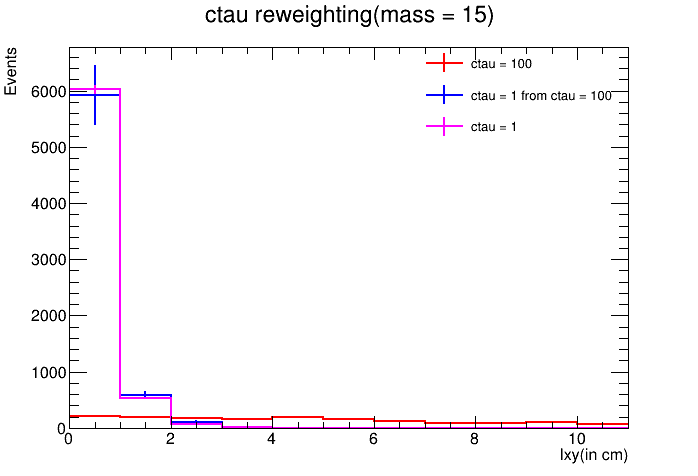 ctau reweighting(mass = 15)
Events
ctau = 100
ctau = 1 from ctau = 100
ctau = 1
6000
5000
4000
3000
2000
1000
0
0 2 4 6 8 10
lxy(in cm)